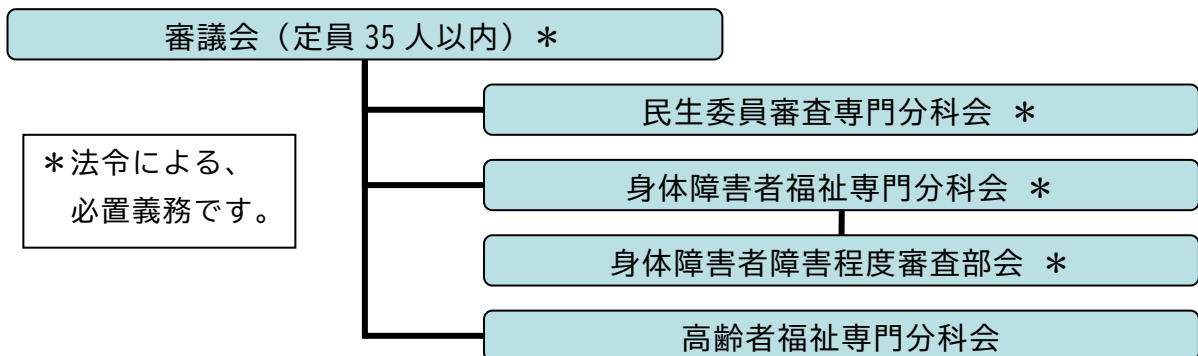 審議会（定員 35 人以内）＊
民生委員審査専門分科会 ＊
＊法令による、
必置義務です。
身体障害者福祉専門分科会 ＊
身体障害者障害程度審査部会 ＊
高齢者福祉専門分科会